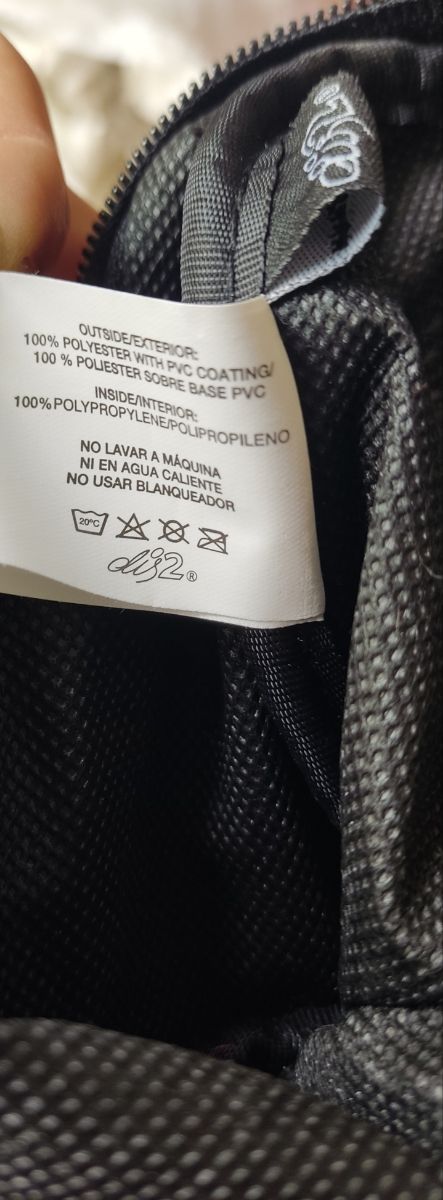 OUTSIDE/EXTERIOR:
100% POLYESTER WITH PVC COATING/
100 % POLIESTER SOBRE BASE PVC
INSIDE/INTERIOR:
100%POLYPROPYLENE/POLIPROPILENO
NO LAVAR A MÁQUINA
NI EN AGUA CALIENTE
NO USAR BLANQUEADOR
20°C
dis2®